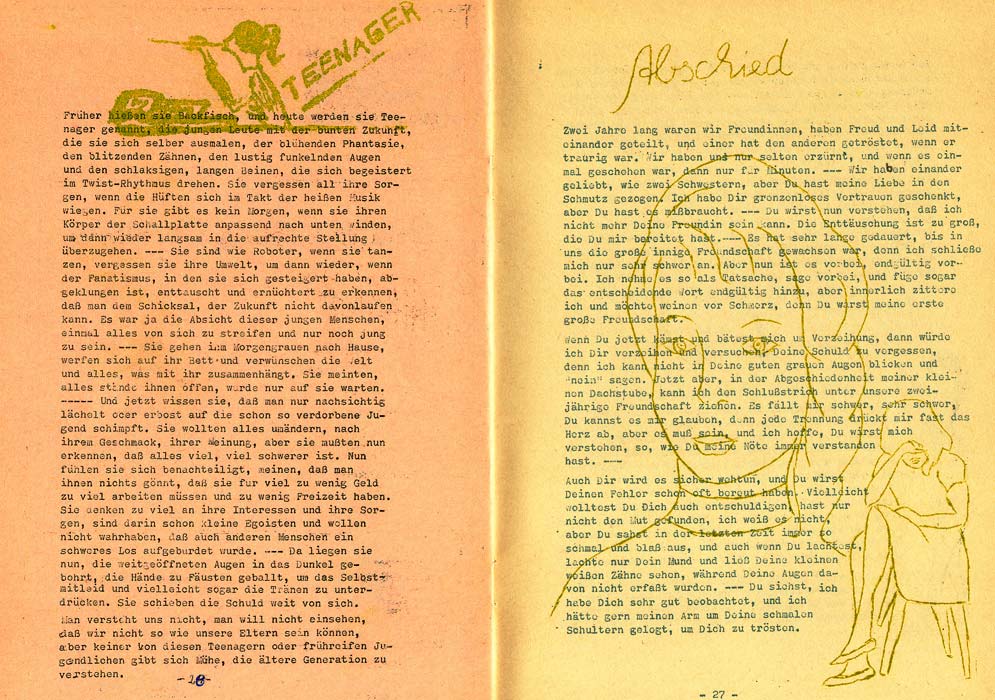 TEENAGER
Früher hießen sie Backfisch, und heute werden sie Tee-
nager genannt, die jungen Leute mit der bunten Zukunft,
die sie sich selber ausmalen, der blühenden Phantasie,
den blitzenden Zähnen, den lustig funkelnden Augen
und den schlaksigen, langen Beinen, die sich begeistert
im Twist-Rhythmus drehen. Sie vergessen all ihre Sor-
gen, wenn die Hüften sich im Takt der heißen Musik
wiegen. Für sie gibt es kein Morgen, wenn sie ihren
Körper der Schallplatte anpassend nach unten winden,
um dann wieder langsam in die aufrechte Stellung
überzugehen. --- Sie sind wie Roboter, wenn sie tan-
zen, vergessen sie ihre Umwelt, um dann wieder, wenn
der Fanatismus, in den sie sich gesteigert haben, ab-
geklungen ist, enttauscht und ernüchtert zu erkennen,
daß man dem Schicksal, der Zukunft nicht davonlaufen
kann. Es war ja die Absicht dieser jungen Menschen,
einmal alles von sich zu streifen und nur noch jung
zu sein. --- Sie gehen im Morgengrauen nach Hause,
werfen sich auf ihr Bett und verwünschen die Welt
und alles, was mit ihr zusammenhängt. Sie meinten,
alles stände ihnen offen, wurde nur auf sie warten.
----- Und jetzt wissen sie, daß man nur nachsichtig
lächelt oder erbost auf die schon so verdorbene Ju-
gend schimpft. Sie wollten alles umändern, nach
ihrem Geschmack, ihrer Meinung, aber sie mußten nun
erkennen, daß alles viel, viel schwerer ist. Nun
fühlen sie sich benachteiligt, meinen, daß man
ihnen nichts gönnt, daß sie fur viel zu wenig Geld
zu viel arbeiten müssen und zu wenig Freizeit haben.
Sie denken zu viel an ihre Interessen und ihre Sor-
gen, sind darin schon kleine Egoisten und wollen
nicht wahrhaben, daß auch anderen Menschen ein
schweres Los aufgeburdet wurde. --- Da liegen sie
nun, die weitgeöffneten Augen in das Dunkel ge-
bohrt, die Hände zu Fäusten geballt, um das Selbst-
mitleid und vielleicht sogar die Tränen zu unter-
drücken. Sie schieben die Schuld weit von sich.
Man versteht uns nicht, man will nicht einsehen,
daß wir nicht so wie unsere Eltern sein können,
aber keiner von diesen Teenagern oder frühreifen Ju-
gendlichen gibt sich Mühe, die ältere Generation zu
verstehen.
Abschied
Zwei Jahre lang waren wir Freundinnen, haben Freud und Leid mit-
einander geteilt, und einer hat den anderen getröstet, wenn er
traurig war. Wir haben uns nur selten erzürnt, und wenn es ein-
mal geschehen war, dann nur für Minuten. --- Wir haben einander
geliebt, wie zwei Schwestern, aber Du hast meine Liebe in den
Schmutz gezogen. Ich habe Dir grenzenloses Vertrauen geschenkt,
aber Du hast es mißbraucht. --- Du wirst nun verstehen, daß ich
nicht mehr Deine Freundin sein kann. Die Enttäuschung ist zu groß,
die Du mir bereitet hast. --- Es hat sehr lange gedauert, bis in
uns die große innige Freundschaft gewachsen war, denn ich schließe
mich nur sehr schwer an. Aber nun ist es vorbei, endgültig vor-
bei. Ich nehme es als Tatsache, sage vorbei, und füge sogar
das entscheidende Wort endgültig hinzu, aber innerlich zittere
ich und möchte weinen vor Schmerz, denn Du warst meine erste
große Freundschaft.
Wenn Du jetzt kämst und bätest mich um Verzeihung, dann würde
ich Dir verzeihen und versuchen, Deine Schuld zu vergessen,
denn ich kann nicht in Deine guten grauen Augen blicken und
"nein" sagen. Jetzt aber, in der Abgeschiedenheit meiner klei-
nen Dachstube, kann ich den Schlußstrich unter unsere zwei-
jährige Freundschaft ziehen. Es fällt mir schwer, sehr schwer,
Du kannst es mir glauben, denn jede Trennung drückt mir fast das
Herz ab, aber es muß sein, und ich hoffe, Du wirst mich
verstehen, so, wie Du meine Nöte immer verstanden
hast. ---
Auch Dir wird es sicher wehtun, und Du wirst
Deinen Fehler schon oft bereut haben. Vielleicht
wolltest Du Dich auch entschuldigen, hast nur
nicht den Mut gefunden, ich weiß es nicht,
aber Du sahst in der letzten Zeit immer so
schmal und blaß aus, und auch wenn Du lachtest,
lachte nur Dein Mund und ließ Deine kleinen
weißen Zähne sehen, während Deine Augen da-
von nicht erfaßt wurden. --- Du siehst, ich
habe Dich sehr gut beobachtet, und ich
hätte gern meinen Arm um Deine schmalen
Schultern gelegt, um Dich zu trösten.
- 27 -